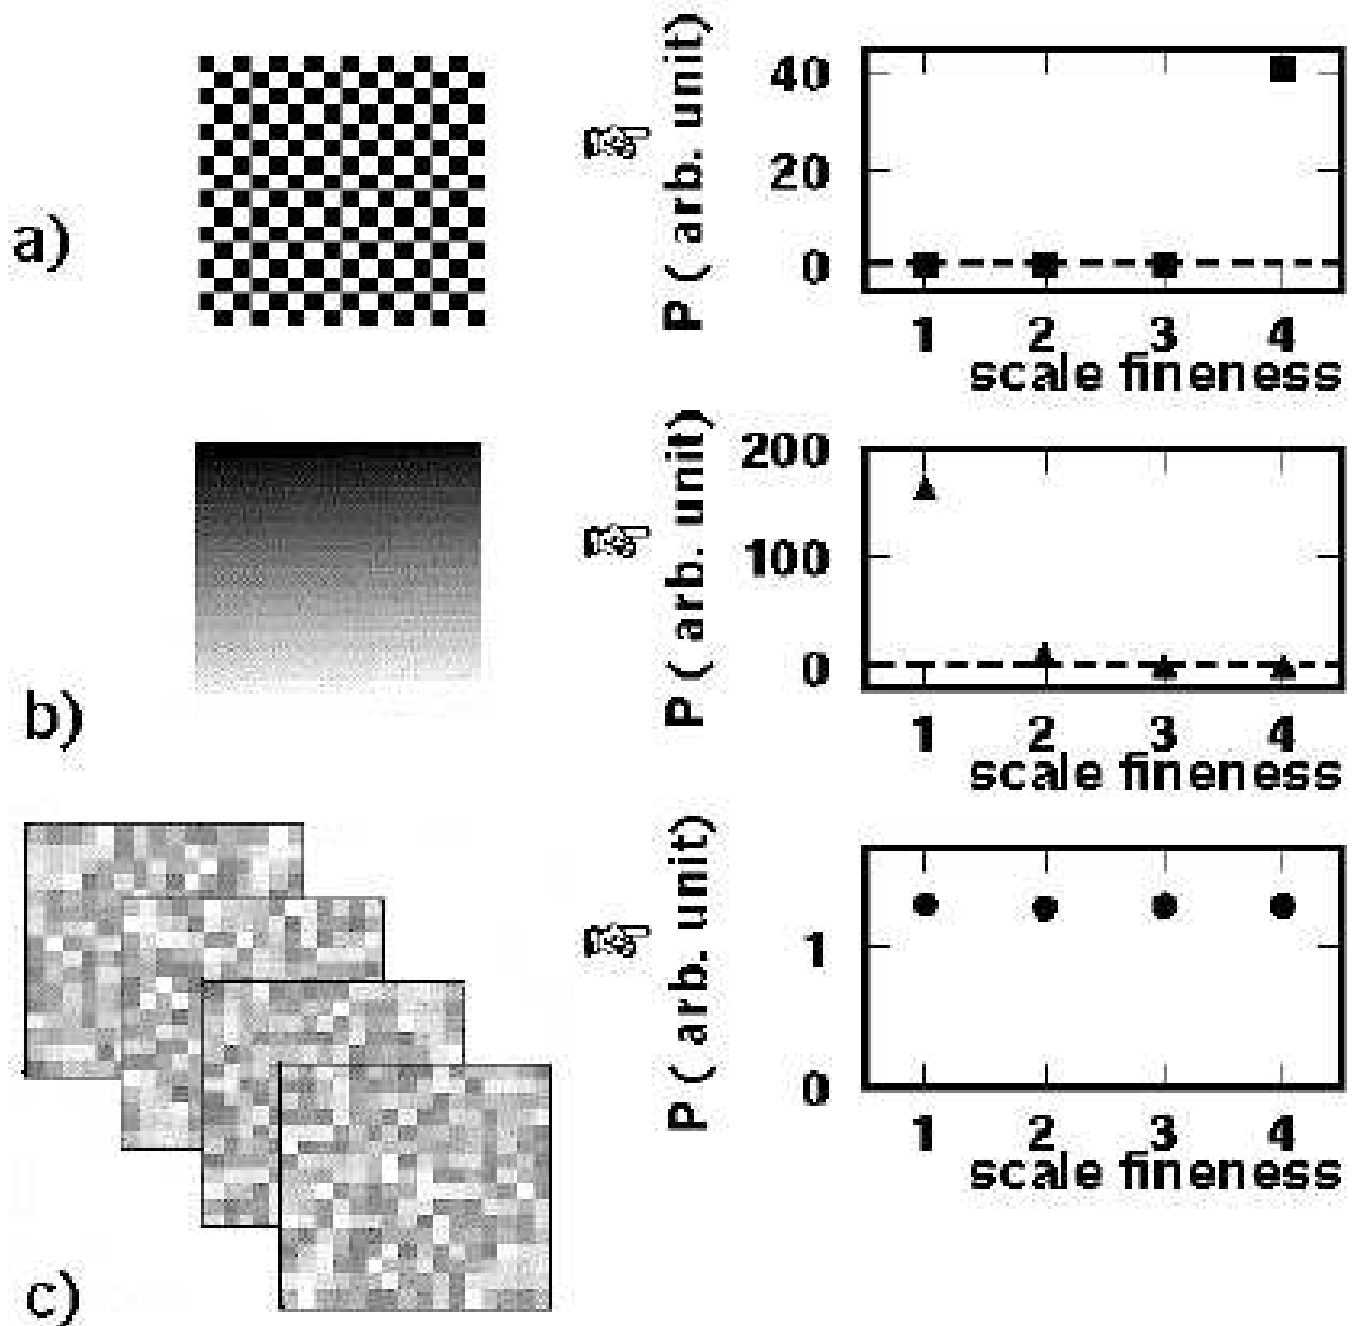 a)
P ( arb. unit)
40
20
0
1 2 3 4
scale fineness
b)
P ( arb. unit)
200
100
0
1 2 3 4
scale fineness
c)
P ( arb. unit)
1
0
1 2 3 4
scale fineness